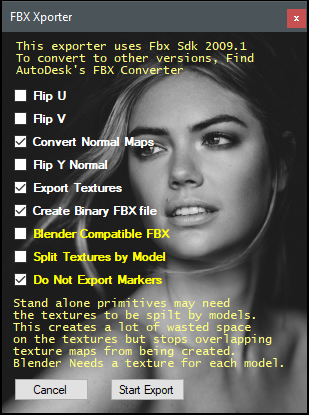 FBX Xporter
x
This exporter uses Fbx Sdk 2009.1
To convert to other versions, Find
AutoDesk's FBX Converter
Flip U
Flip V
Convert Normal Maps
Flip Y Normal
Export Textures
Create Binary FBX file
Blender Compatible FBX
Split Textures by Model
Do Not Export Markers
Stand alone primitives may need
the textures to be spilt by models.
This creates a lot of wasted space
on the textures but stops overlapping
texture maps from being created.
Blender Needs a texture for each model.
Cancel
Start Export